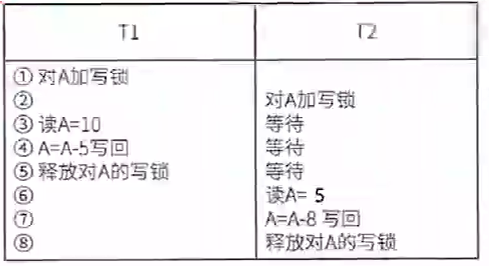 T1 T2
① 对A加写锁
② 对A加写锁
③ 读A=10 等待
④ A=A-5写回 等待
⑤ 释放对A的写锁 等待
⑥ 读A= 5
⑦ A=A-8 写回
⑧ 释放对A的写锁